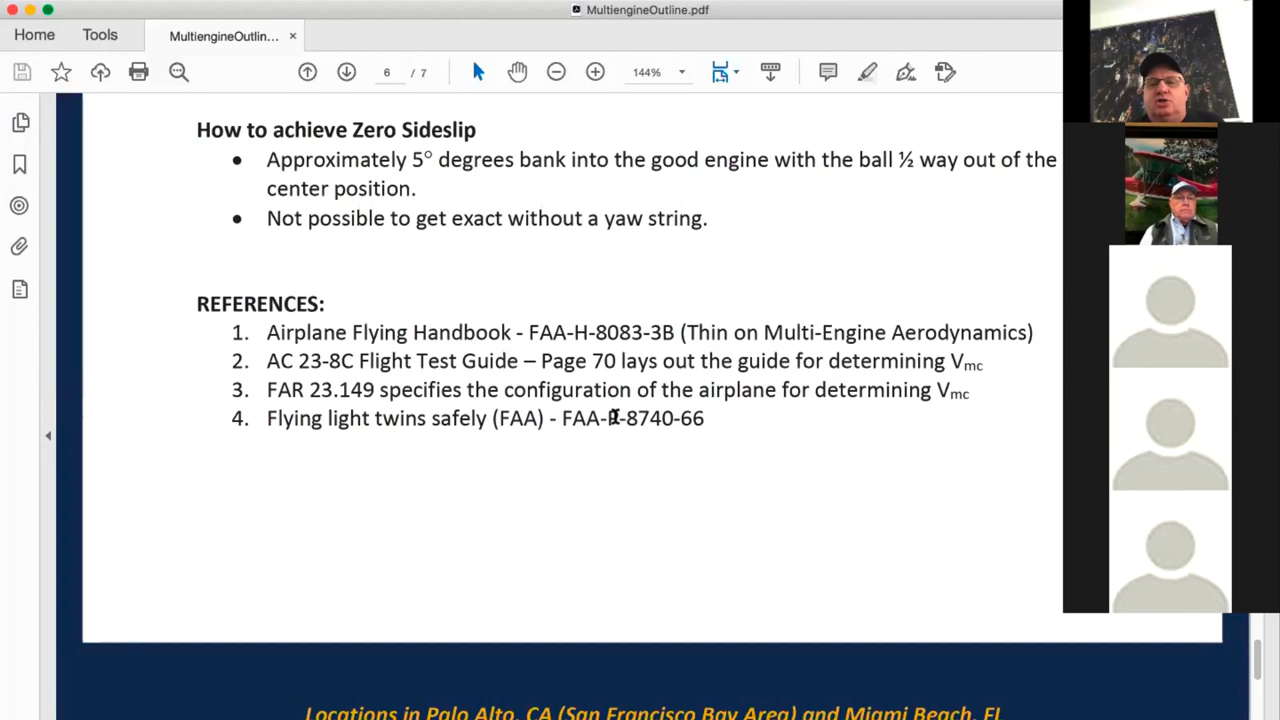 MultiengineOutline.pdf
Home Tools MultiengineOutlin... ×
6 / 7 144%
How to achieve Zero Sideslip
• Approximately 5° degrees bank into the good engine with the ball ½ way out of the
center position.
• Not possible to get exact without a yaw string.
REFERENCES:
1. Airplane Flying Handbook - FAA-H-8083-3B (Thin on Multi-Engine Aerodynamics)
2. AC 23-8C Flight Test Guide – Page 70 lays out the guide for determining Vmc
3. FAR 23.149 specifies the configuration of the airplane for determining Vmc
4. Flying light twins safely (FAA) - FAA-P-8740-66
Locations in Palo Alto, CA (San Francisco Bay Area) and Miami Beach, FL